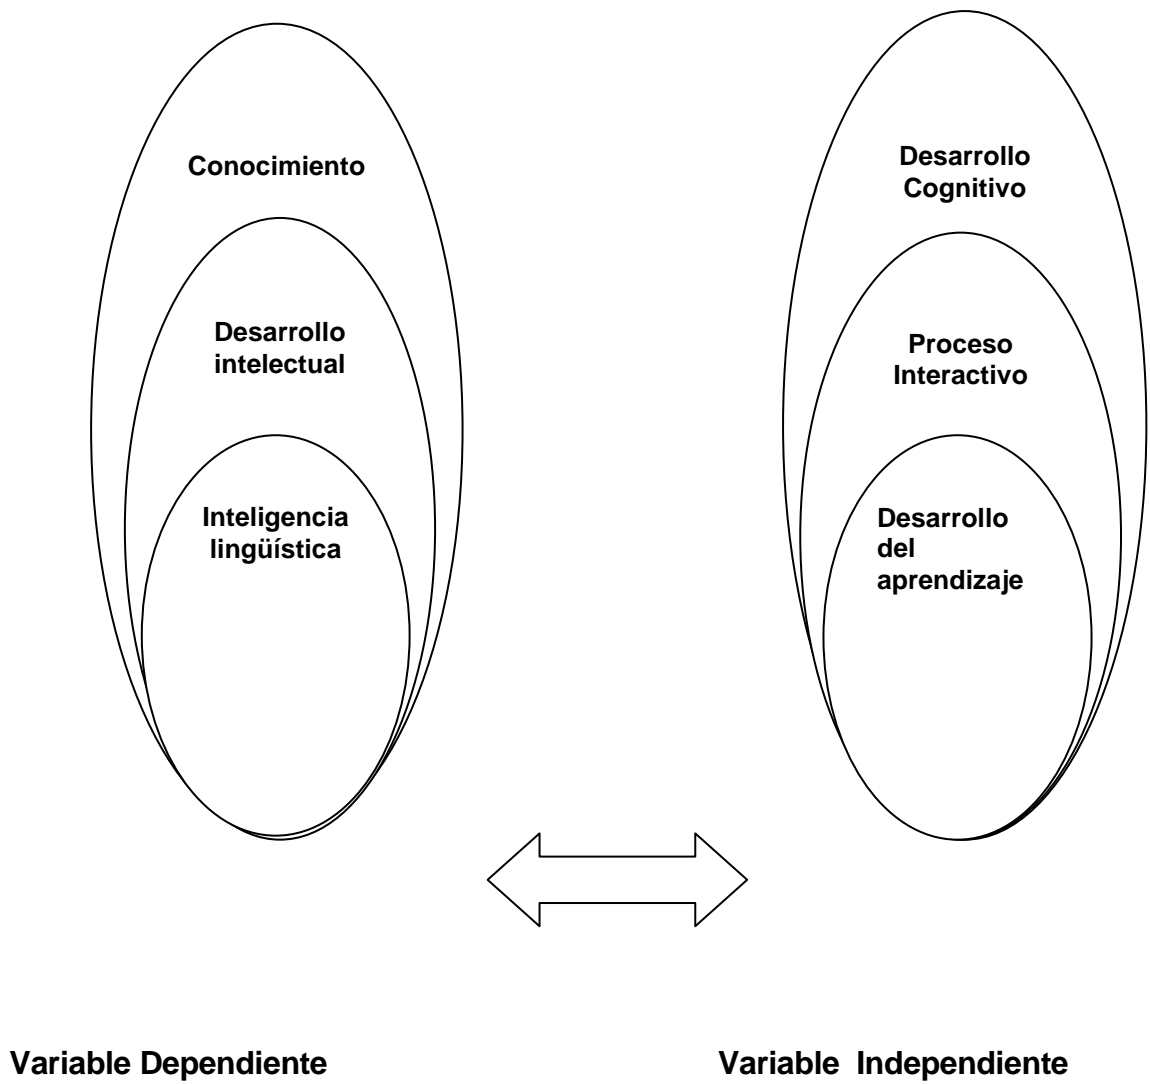 Conocimiento
Desarrollo
intelectual
Inteligencia
lingüística
Desarrollo
Cognitivo
Proceso
Interactivo
Desarrollo
del
aprendizaje
Variable Dependiente
Variable Independiente